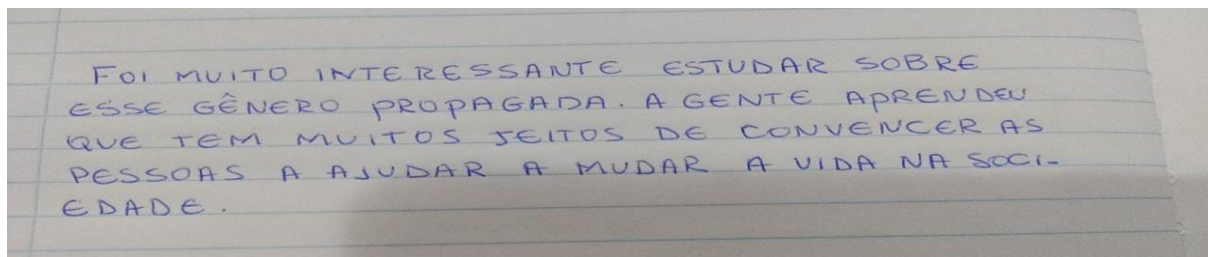 FOI MUITO INTERESSANTE ESTUDAR SOBRE
ESSE GÊNERO PROPAGADA. A GENTE APRENDEU
QUE TEM MUITOS JEITOS DE CONVENCER AS
PESSOAS A AJUDAR A MUDAR A VIDA NA SOCI-
EDADE.